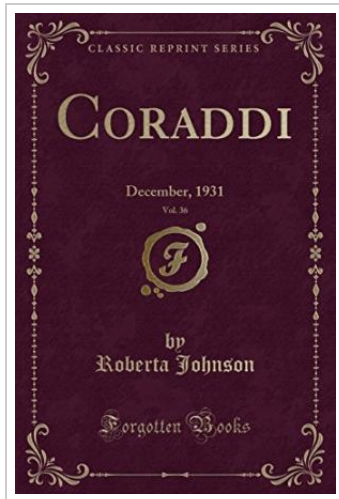 CLASSIC REPRINT SERIES
CORADDI
December, 1931
Vol. 36
F
by
Roberta Johnson
Forgotten Books